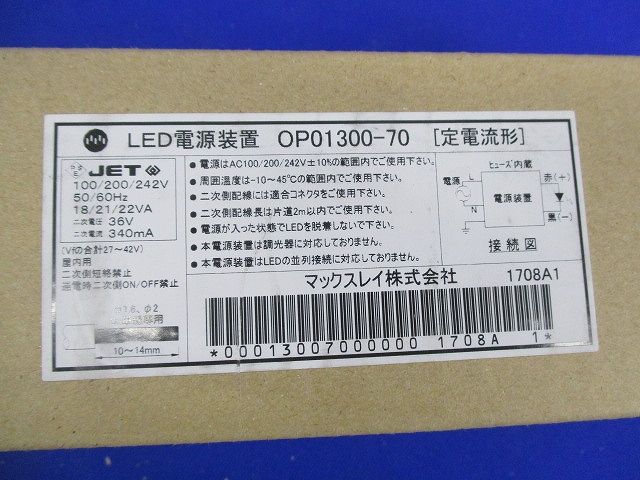 LED電源装置 OP01300-70 [定電流形]
PS
E JET
100/200/242V
50/60Hz
18/21/22VA
二次電圧 36V
二次電流 340mA
(Vfの合計27~42V)
屋内用
二次側短絡禁止
通電時二次側ON/OFF禁止
φ1.6、φ2
10~14mm
●電源はAC100/200/242V±10%の範囲内でご使用下さい。
●周囲温度は-10~45℃の範囲内でご使用下さい。
●二次側配線には適合コネクタをご使用下さい。
●二次側配線長は片道2m以内でご使用下さい。
●電源が入った状態でLEDを脱着しないで下さい。
●本電源装置は調光器に対応しておりません。
●本電源装置はLEDの並列接続に対応しておりません。
ヒューズ内蔵
電源 L 電源装置 赤(+)
N 黒(-)
接続図
マックスレイ株式会社 1708A1
*00013007000000 1708A 1*